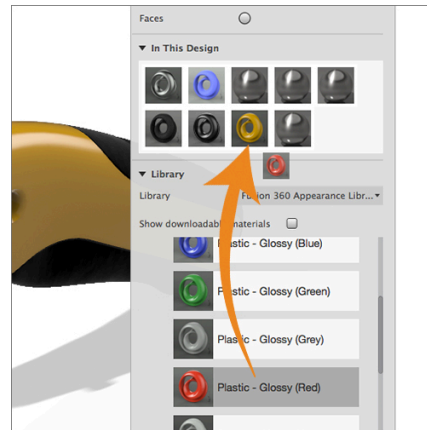 Faces
In This Design
Library
Library Fusion 360 Appearance Libr...
Show downloadable materials
Plastic - Glossy (Blue)
Plastic - Glossy (Green)
Plastic - Glossy (Grey)
Plastic - Glossy (Red)